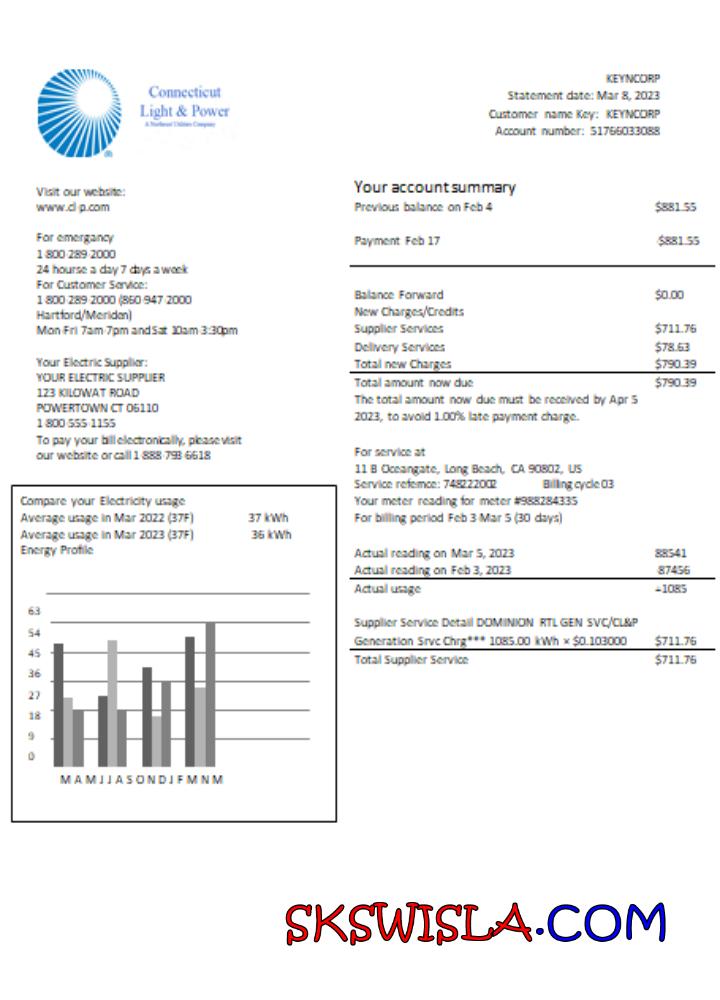 Connecticut
Light & Power
A Northeast Utilities Company
KEYNCORP
Statement date: Mar 8, 2023
Customer name Key: KEYNCORP
Account number: 51766033088
Visit our website:
www.cl-p.com
For emergancy
1 800 289 2000
24 hourse a day 7 days a week
For Customer Service:
1 800 289 2000 (860 947 2000
Hartford/Meriden)
Mon-Fri 7am-7pm and Sat 10am-3:30pm
Your Electric Supplier:
YOUR ELECTRIC SUPPLIER
123 KILOWAT ROAD
POWERTOWN CT 06110
1 800 555 1155
To pay your bill electronically, please visit
our website or call 1 888 793 6618
Your account summary
Previous balance on Feb 4 $881.55
Payment Feb 17 $881.55
Balance Forward $0.00
New Charges/Credits
Supplier Services $711.76
Delivery Services $78.63
Total new Charges $790.39
Total amount now due $790.39
The total amount now due must be received by Apr 5
2023, to avoid 1.00% late payment charge.
For service at
11 B Oceangate, Long Beach, CA 90802, US
Service refernce: 748222002 Billing cycle 03
Your meter reading for meter #988284335
For billing period Feb 3-Mar 5 (30 days)
Actual reading on Mar 5, 2023 88541
Actual reading on Feb 3, 2023 87456
Actual usage =1085
Supplier Service Detail DOMINION RTL GEN SVC/CL&P
Generation Srvc Chrg*** 1085.00 kWh × $0.103000 $711.76
Total Supplier Service $711.76
Compare your Electricity usage
Average usage in Mar 2022 (37F) 37 kWh
Average usage in Mar 2023 (37F) 36 kWh
Energy Profile
63
54
45
36
27
18
9
0
M A M J J A S O N D J F M N M
SKSWISLA.COM